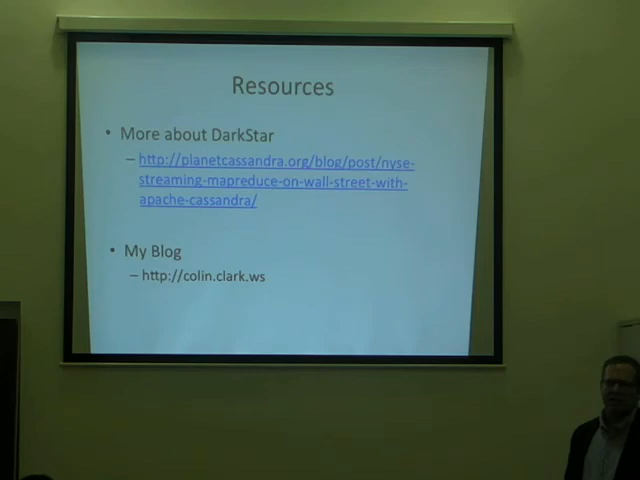 Resources
• More about DarkStar
– http://planetcassandra.org/blog/post/nyse-
streaming-mapreduce-on-wall-street-with-
apache-cassandra/
• My Blog
– http://colin.clark.ws